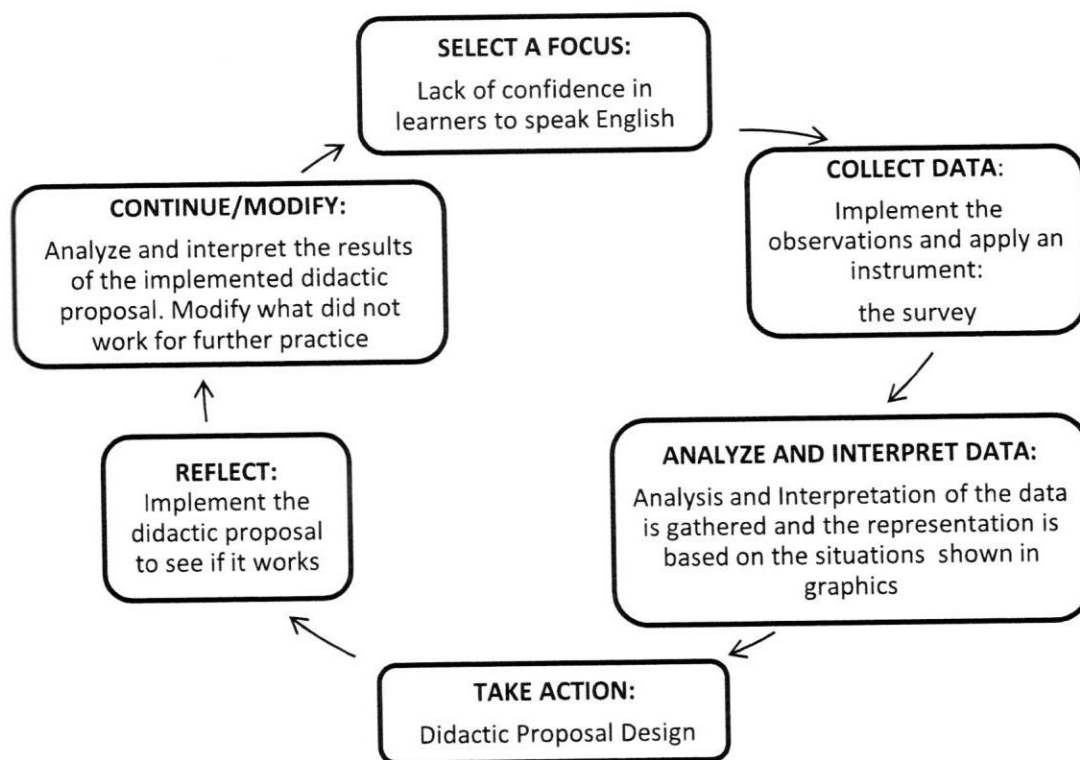 SELECT A FOCUS:
Lack of confidence in
learners to speak English
COLLECT DATA:
Implement the
observations and apply an
instrument:
the survey
ANALYZE AND INTERPRET DATA:
Analysis and Interpretation of the data
is gathered and the representation is
based on the situations shown in
graphics
TAKE ACTION:
Didactic Proposal Design
REFLECT:
Implement the
didactic proposal
to see if it works
CONTINUE/MODIFY:
Analyze and interpret the results
of the implemented didactic
proposal. Modify what did not
work for further practice